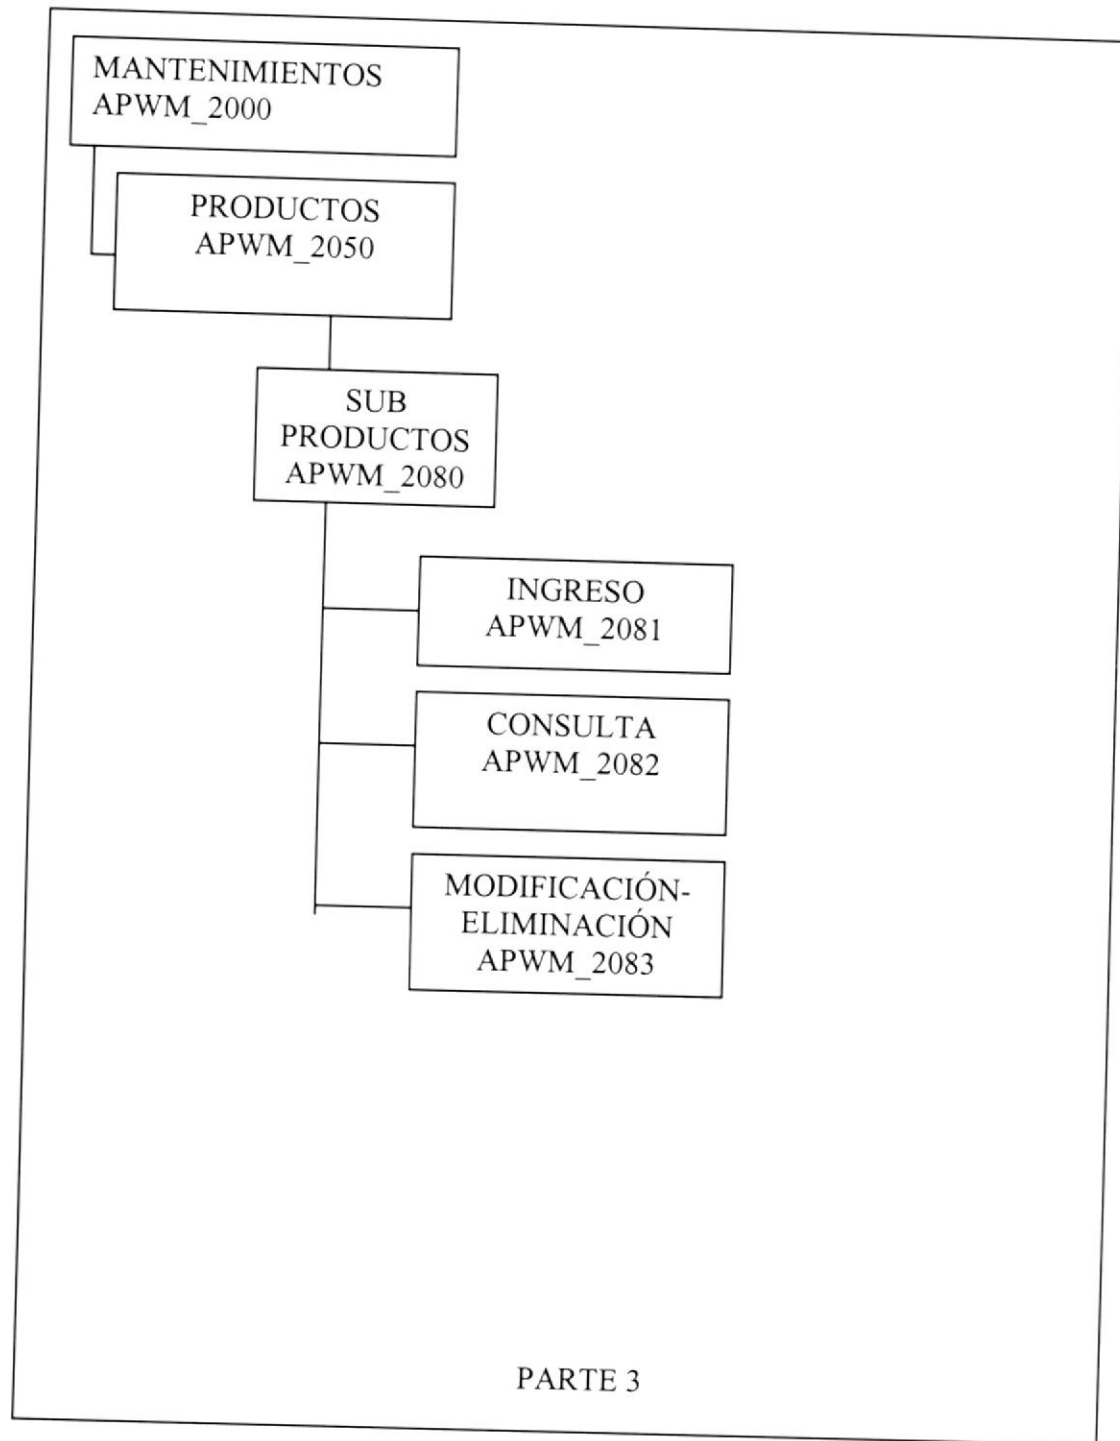 MANTENIMIENTOS
APWM_2000
PRODUCTOS
APWM_2050
SUB
PRODUCTOS
APWM_2080
INGRESO
APWM_2081
CONSULTA
APWM_2082
MODIFICACIÓN-
ELIMINACIÓN
APWM_2083
PARTE 3